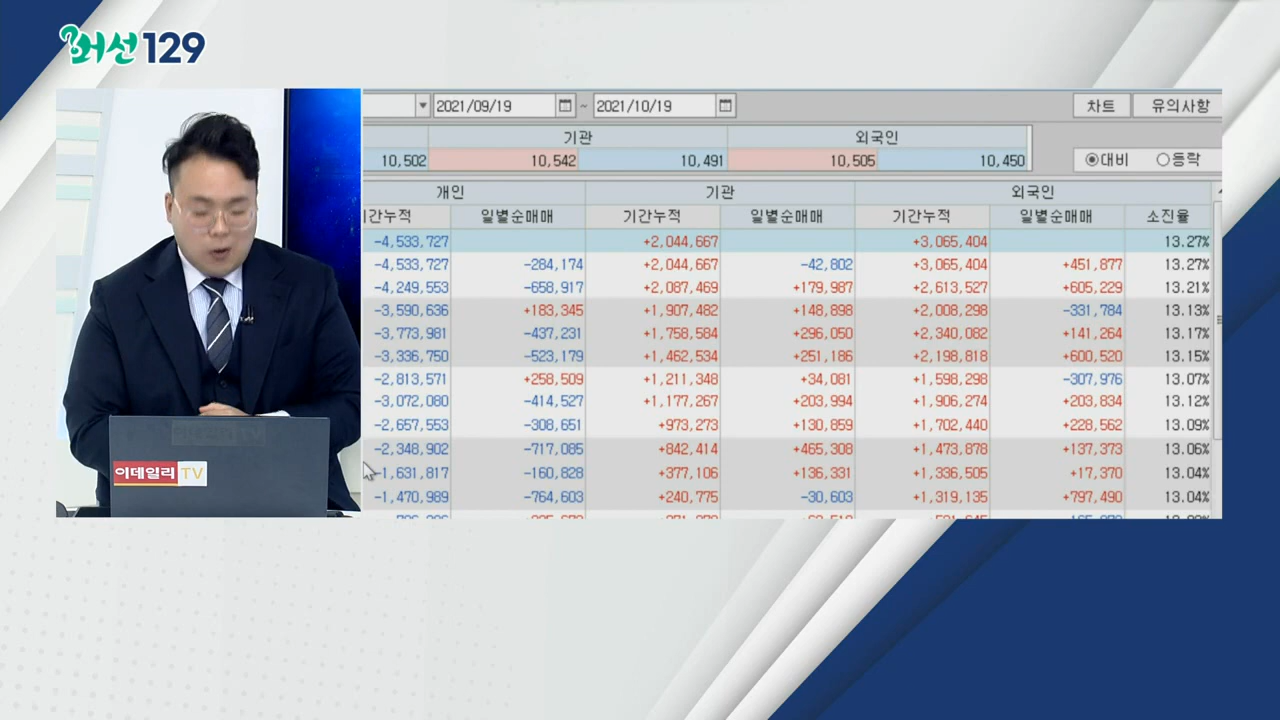 머선129
2021/09/19 ~ 2021/10/19 차트 유의사항
기관 외국인
10,502 10,542 10,491 10,505 10,450 대비 등락
개인 기관 외국인
기간누적 일별순매매 기간누적 일별순매매 기간누적 일별순매매 소진율
-4,533,727 +2,044,667 +3,065,404 13.27%
-4,533,727 -284,174 +2,044,667 -42,802 +3,065,404 +451,877 13.27%
-4,249,553 -658,917 +2,087,469 +179,987 +2,613,527 +605,229 13.21%
-3,590,636 +183,345 +1,907,482 +148,898 +2,008,298 -331,784 13.13%
-3,773,981 -437,231 +1,758,584 +296,050 +2,340,082 +141,264 13.17%
-3,336,750 -523,179 +1,462,534 +251,186 +2,198,818 +600,520 13.15%
-2,813,571 +258,509 +1,211,348 +34,081 +1,598,298 -307,976 13.07%
-3,072,080 -414,527 +1,177,267 +203,994 +1,906,274 +203,834 13.12%
-2,657,553 -308,651 +973,273 +130,859 +1,702,440 +228,562 13.09%
-2,348,902 -717,085 +842,414 +465,308 +1,473,878 +137,373 13.06%
-1,631,817 -160,828 +377,106 +136,331 +1,336,505 +17,370 13.04%
-1,470,989 -764,603 +240,775 -30,603 +1,319,135 +797,490 13.04%
이데일리TV